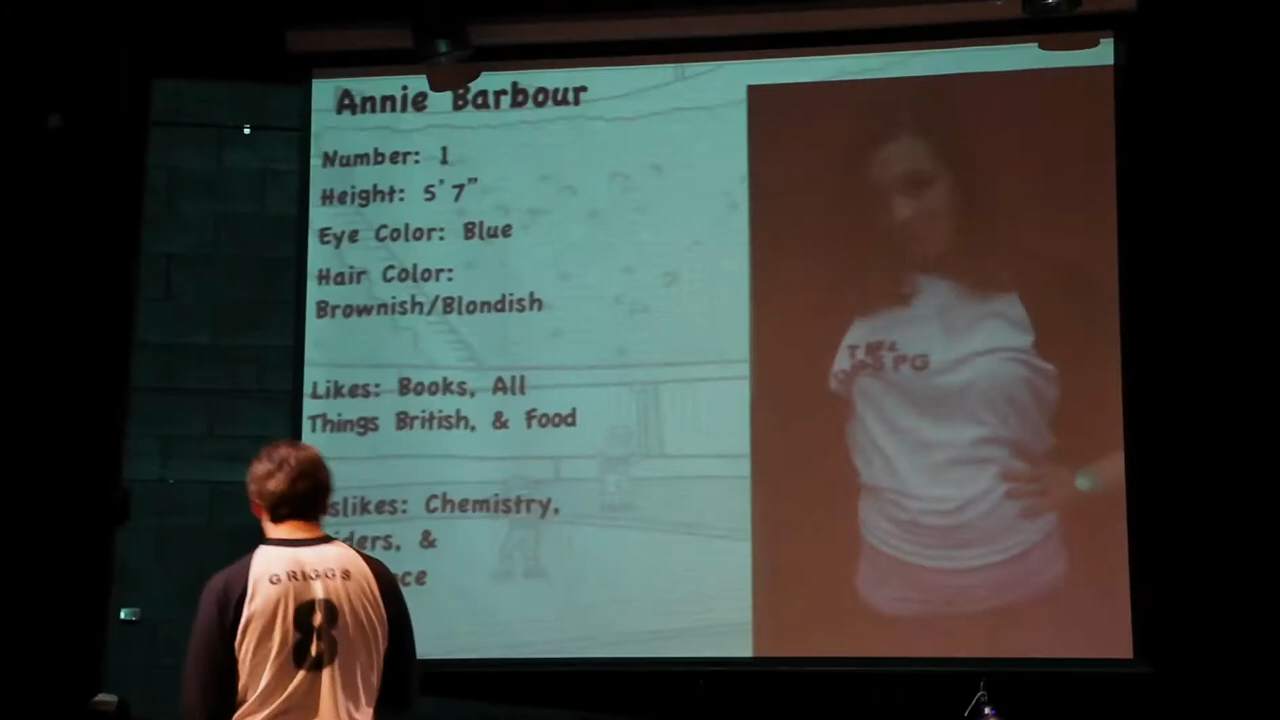 Annie Barbour
Number: 1
Height: 5'7"
Eye Color: Blue
Hair Color:
Brownish/Blondish
Likes: Books, All
Things British, & Food
slikes: Chemistry,
ders, &
ce
GRIGGS
8
PG